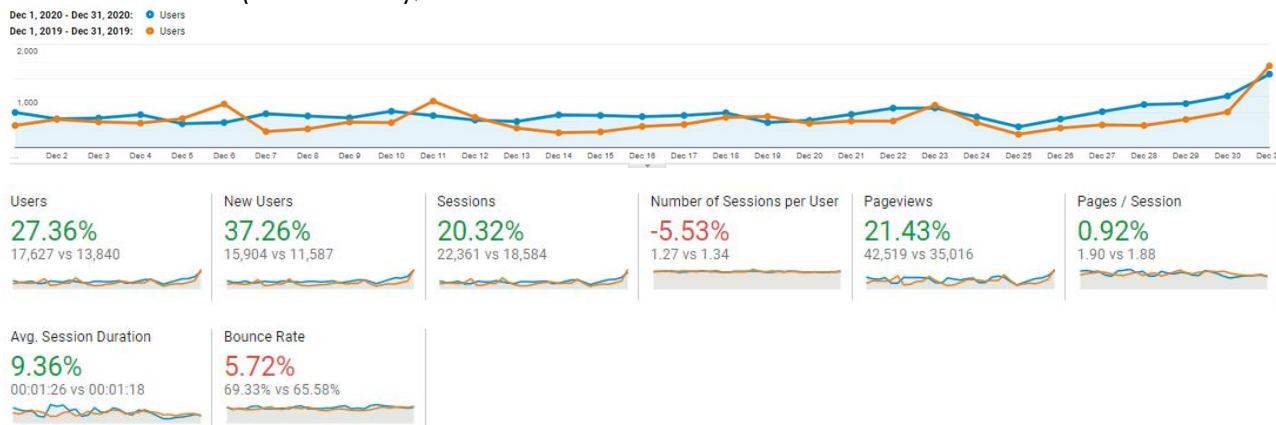 Dec 1, 2020 - Dec 31, 2020: Users
Dec 1, 2019 - Dec 31, 2019: Users
2,000
1,000
... Dec 2 Dec 3 Dec 4 Dec 5 Dec 6 Dec 7 Dec 8 Dec 9 Dec 10 Dec 11 Dec 12 Dec 13 Dec 14 Dec 15 Dec 16 Dec 17 Dec 18 Dec 19 Dec 20 Dec 21 Dec 22 Dec 23 Dec 24 Dec 25 Dec 26 Dec 27 Dec 28 Dec 29 Dec 30 Dec 3
Users New Users Sessions Number of Sessions per User Pageviews Pages / Session
27.36% 37.26% 20.32% -5.53% 21.43% 0.92%
17,627 vs 13,840 15,904 vs 11,587 22,361 vs 18,584 1.27 vs 1.34 42,519 vs 35,016 1.90 vs 1.88
Avg. Session Duration Bounce Rate
9.36% 5.72%
00:01:26 vs 00:01:18 69.33% vs 65.58%